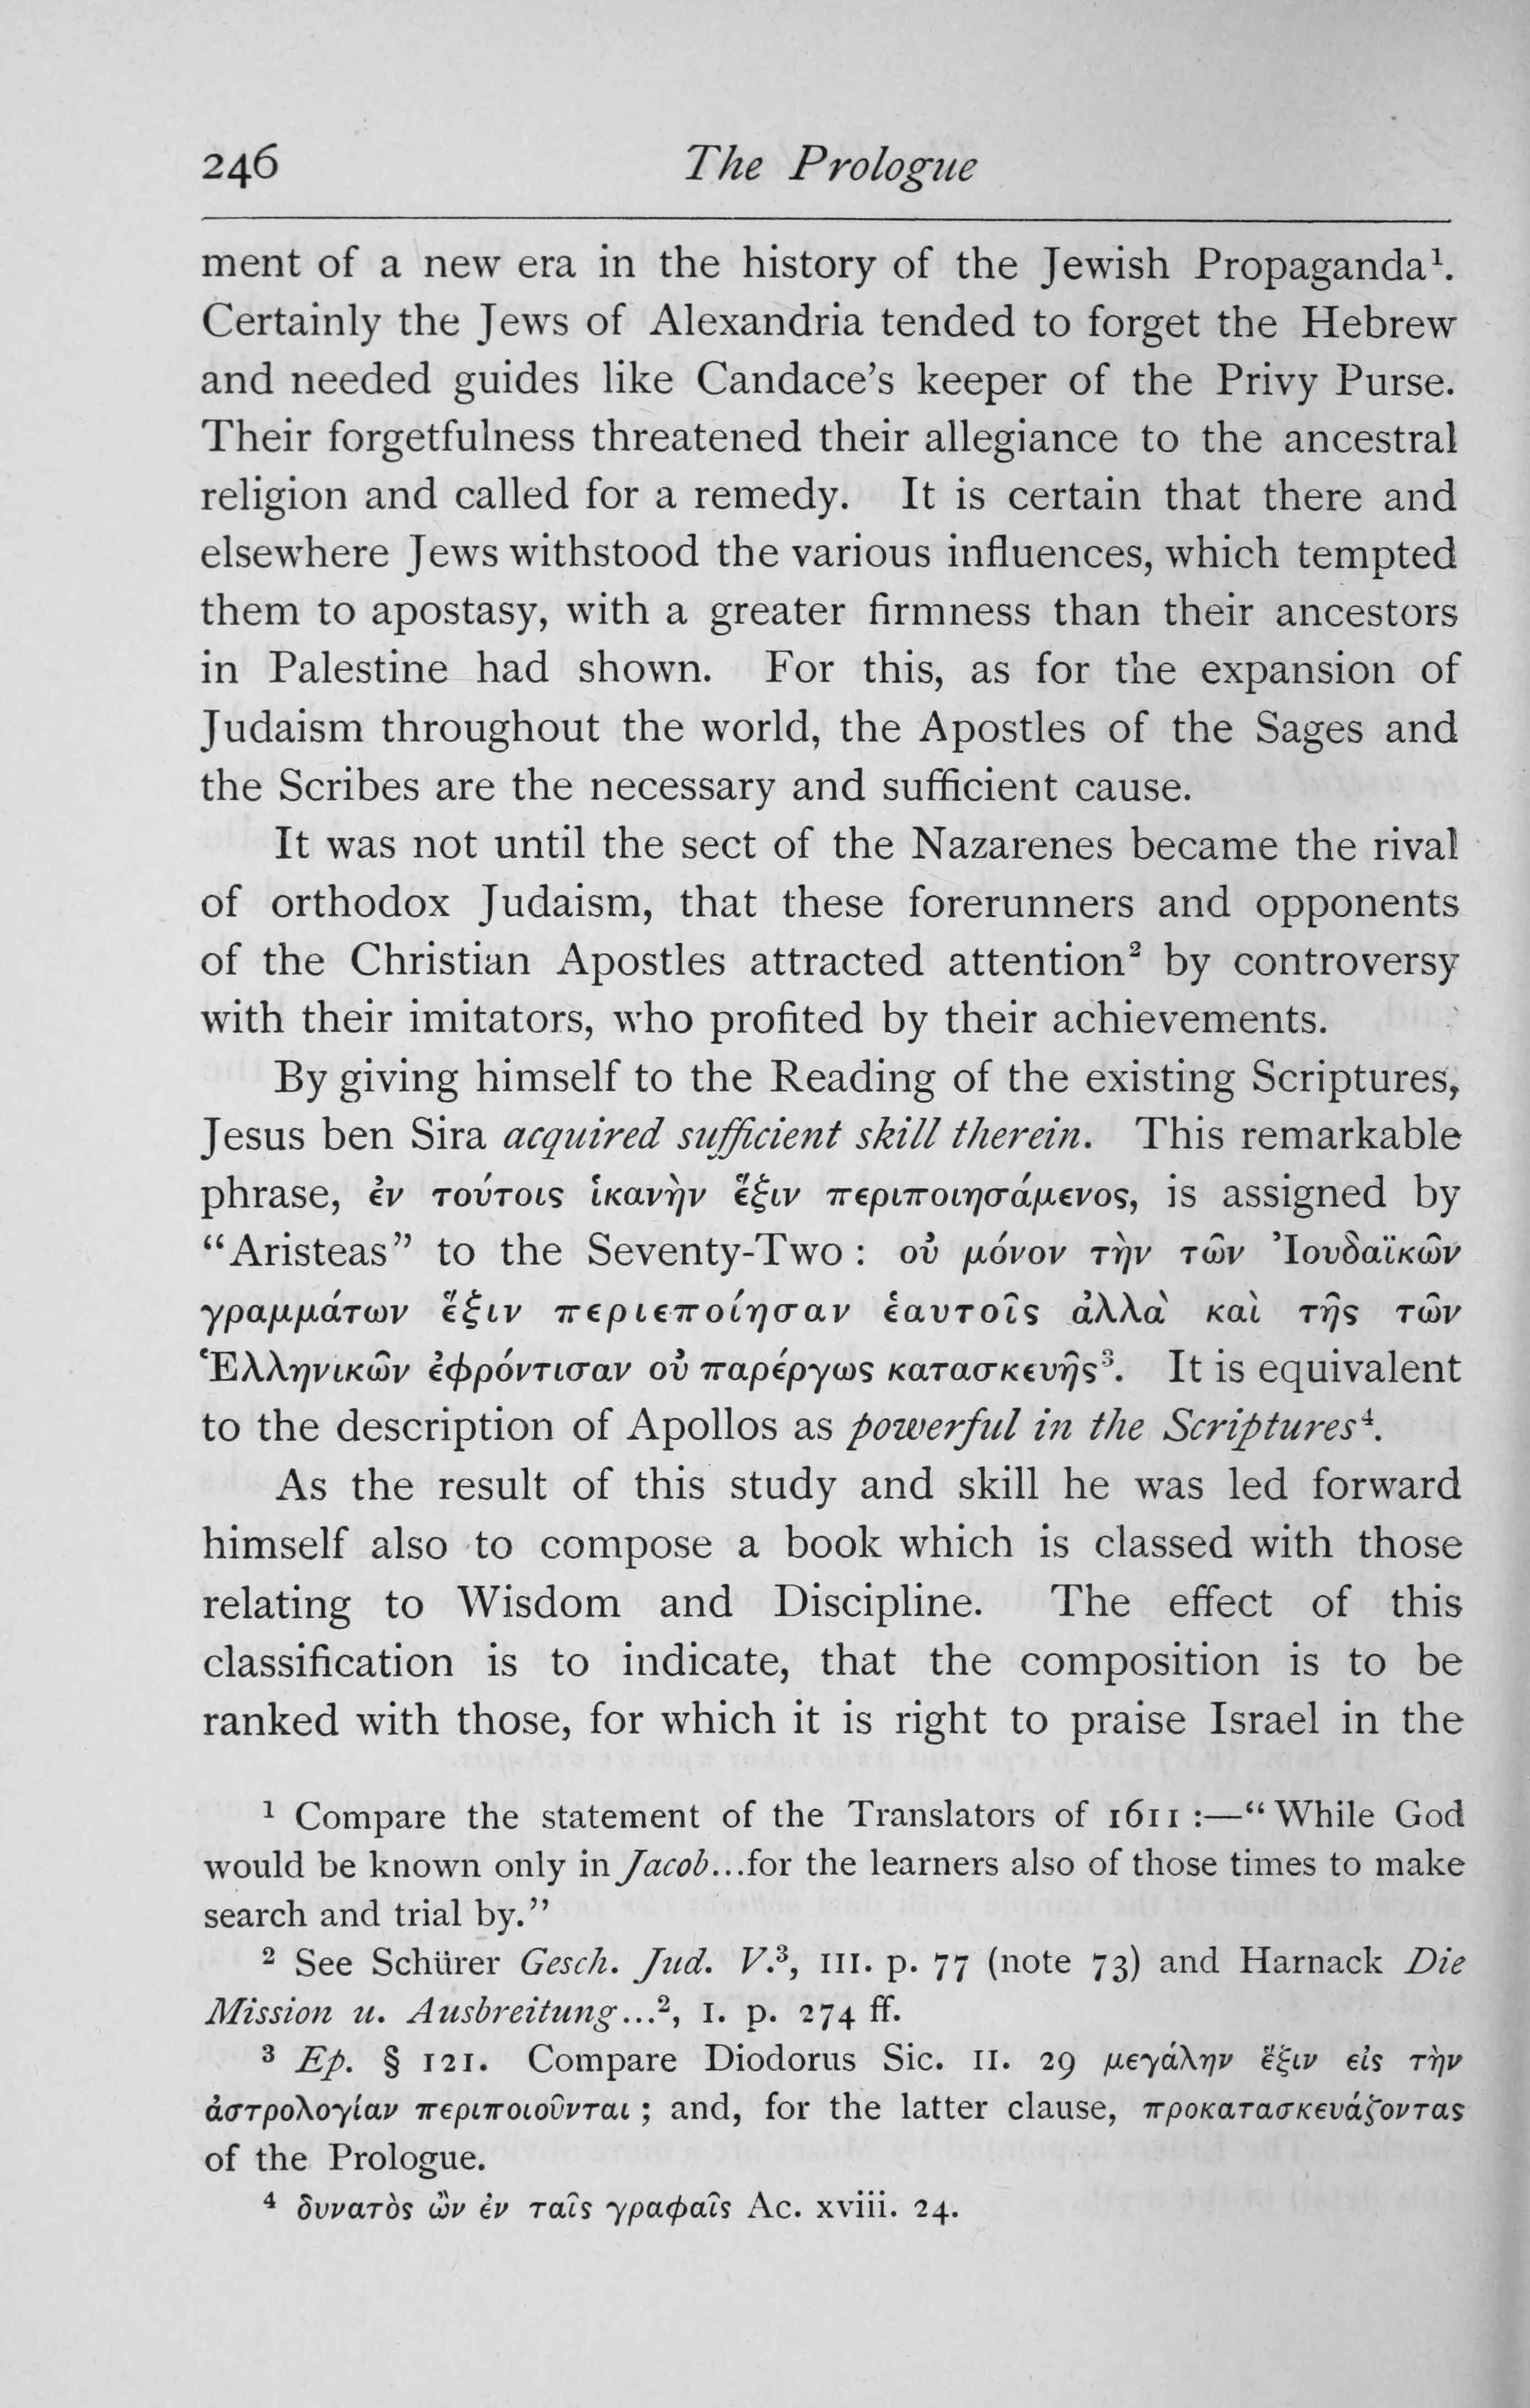 246 The Prologue
ment of a new era in the history of the Jewish Propaganda¹.
Certainly the Jews of Alexandria tended to forget the Hebrew
and needed guides like Candace's keeper of the Privy Purse.
Their forgetfulness threatened their allegiance to the ancestral
religion and called for a remedy. It is certain that there and
elsewhere Jews withstood the various influences, which tempted
them to apostasy, with a greater firmness than their ancestors
in Palestine had shown. For this, as for the expansion of
Judaism throughout the world, the Apostles of the Sages and
the Scribes are the necessary and sufficient cause.
It was not until the sect of the Nazarenes became the rival
of orthodox Judaism, that these forerunners and opponents
of the Christian Apostles attracted attention² by controversy
with their imitators, who profited by their achievements.
By giving himself to the Reading of the existing Scriptures,
Jesus ben Sira acquired sufficient skill therein. This remarkable
phrase, ἐν τούτοις ἱκανὴν ἕξιν περιποιησάμενος, is assigned by
“Aristeas” to the Seventy-Two : οὐ μόνον τὴν τῶν Ἰουδαϊκῶν
γραμμάτων ἕξιν περιεποίησαν ἑαυτοῖς ἀλλὰ καὶ τῆς τῶν
Ἑλληνικῶν ἐφρόντισαν οὐ παρέργως κατασκευῆς³. It is equivalent
to the description of Apollos as powerful in the Scriptures⁴.
As the result of this study and skill he was led forward
himself also to compose a book which is classed with those
relating to Wisdom and Discipline. The effect of this
classification is to indicate, that the composition is to be
ranked with those, for which it is right to praise Israel in the
¹ Compare the statement of the Translators of 1611 :—“While God
would be known only in Jacob...for the learners also of those times to make
search and trial by.”
² See Schürer Gesch. Jud. V.³, III. p. 77 (note 73) and Harnack Die
Mission u. Ausbreitung...², I. p. 274 ff.
³ Ep. § 121. Compare Diodorus Sic. II. 29 μεγάλην ἕξιν εἰς τὴν
ἀστρολογίαν περιποιοῦνται ; and, for the latter clause, προκατασκευάζοντας
of the Prologue.
⁴ δυνατὸς ὢν ἐν ταῖς γραφαῖς Ac. xviii. 24.